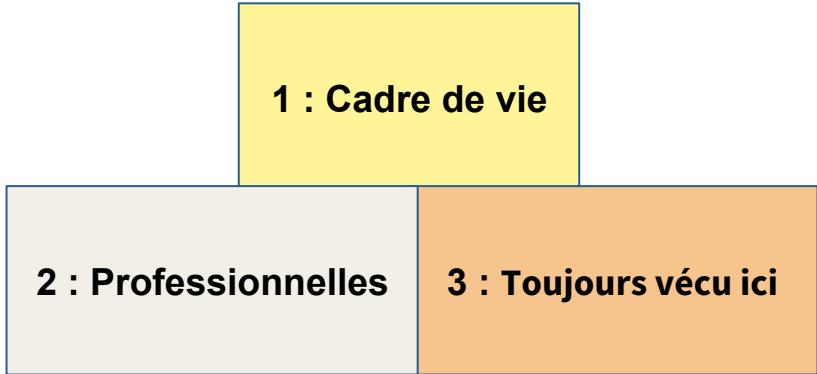 1 : Cadre de vie
2 : Professionnelles
3 : Toujours vécu ici